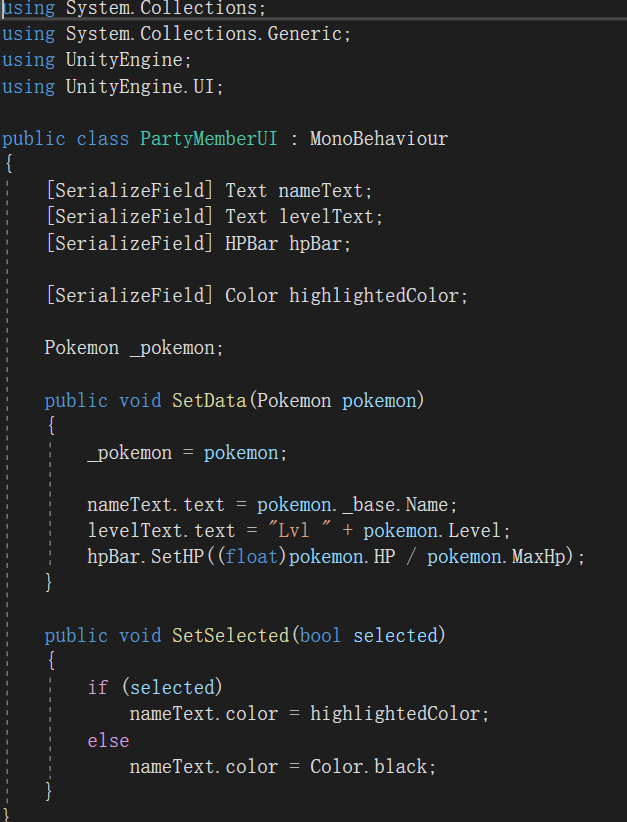 using System.Collections;
using System.Collections.Generic;
using UnityEngine;
using UnityEngine.UI;
public class PartyMemberUI : MonoBehaviour
{
[SerializeField] Text nameText;
[SerializeField] Text levelText;
[SerializeField] HPBar hpBar;
[SerializeField] Color highlightedColor;
Pokemon _pokemon;
public void SetData(Pokemon pokemon)
{
_pokemon = pokemon;
nameText.text = pokemon._base.Name;
levelText.text = "Lvl " + pokemon.Level;
hpBar.SetHP((float)pokemon.HP / pokemon.MaxHp);
}
public void SetSelected(bool selected)
{
if (selected)
nameText.color = highlightedColor;
else
nameText.color = Color.black;
}
}